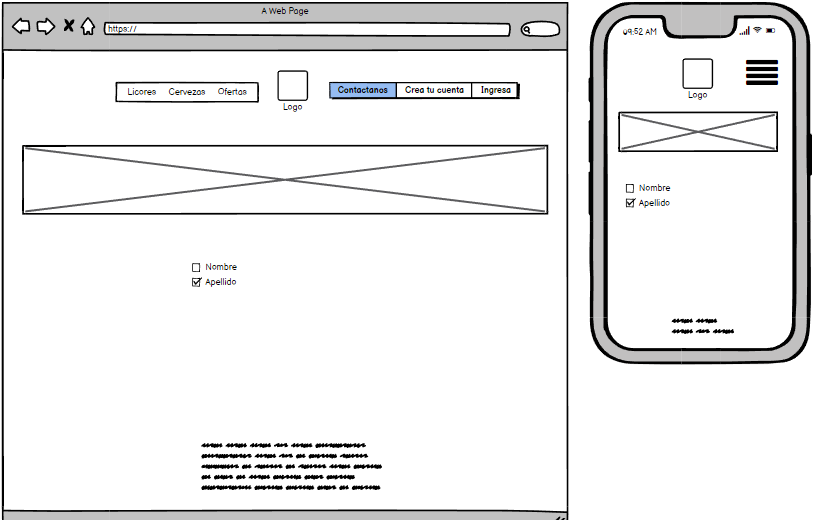 A Web Page
https://
Licores Cervezas Ofertas
Logo
Contactanos Crea tu cuenta Ingresa
Nombre
Apellido
09:52 AM
Logo
Nombre
Apellido